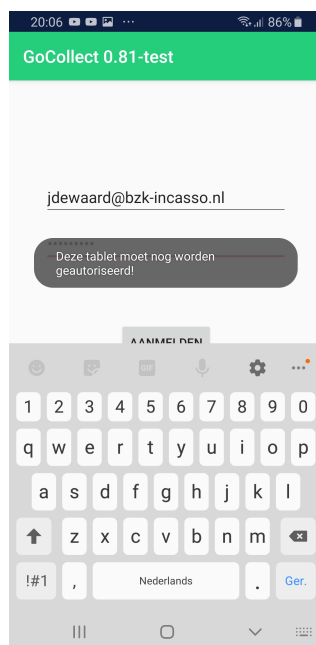 20:06 ... 86%
GoCollect 0.81-test
jdewaard@bzk-incasso.nl
Deze tablet moet nog worden
geautoriseerd!
AANMELDEN
GIF
1 2 3 4 5 6 7 8 9 0
q w e r t y u i o p
a s d f g h j k l
z x c v b n m
!#1 , Nederlands . Ger.